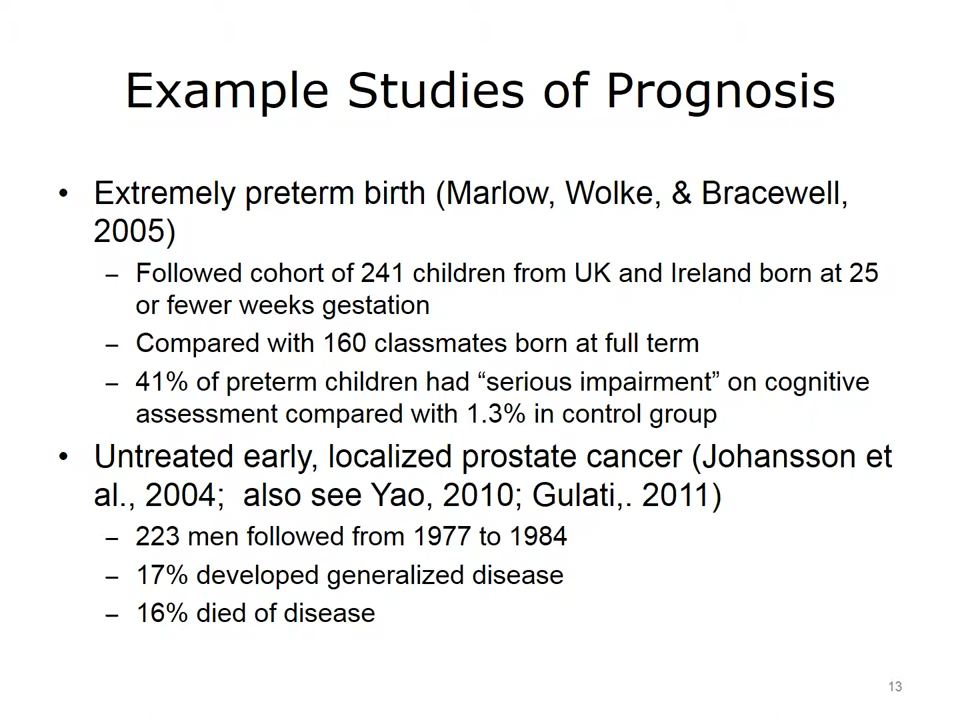 Example Studies of Prognosis
• Extremely preterm birth (Marlow, Wolke, & Bracewell,
2005)
– Followed cohort of 241 children from UK and Ireland born at 25
or fewer weeks gestation
– Compared with 160 classmates born at full term
– 41% of preterm children had “serious impairment” on cognitive
assessment compared with 1.3% in control group
• Untreated early, localized prostate cancer (Johansson et
al., 2004;  also see Yao, 2010; Gulati,. 2011)
– 223 men followed from 1977 to 1984
– 17% developed generalized disease
– 16% died of disease
13